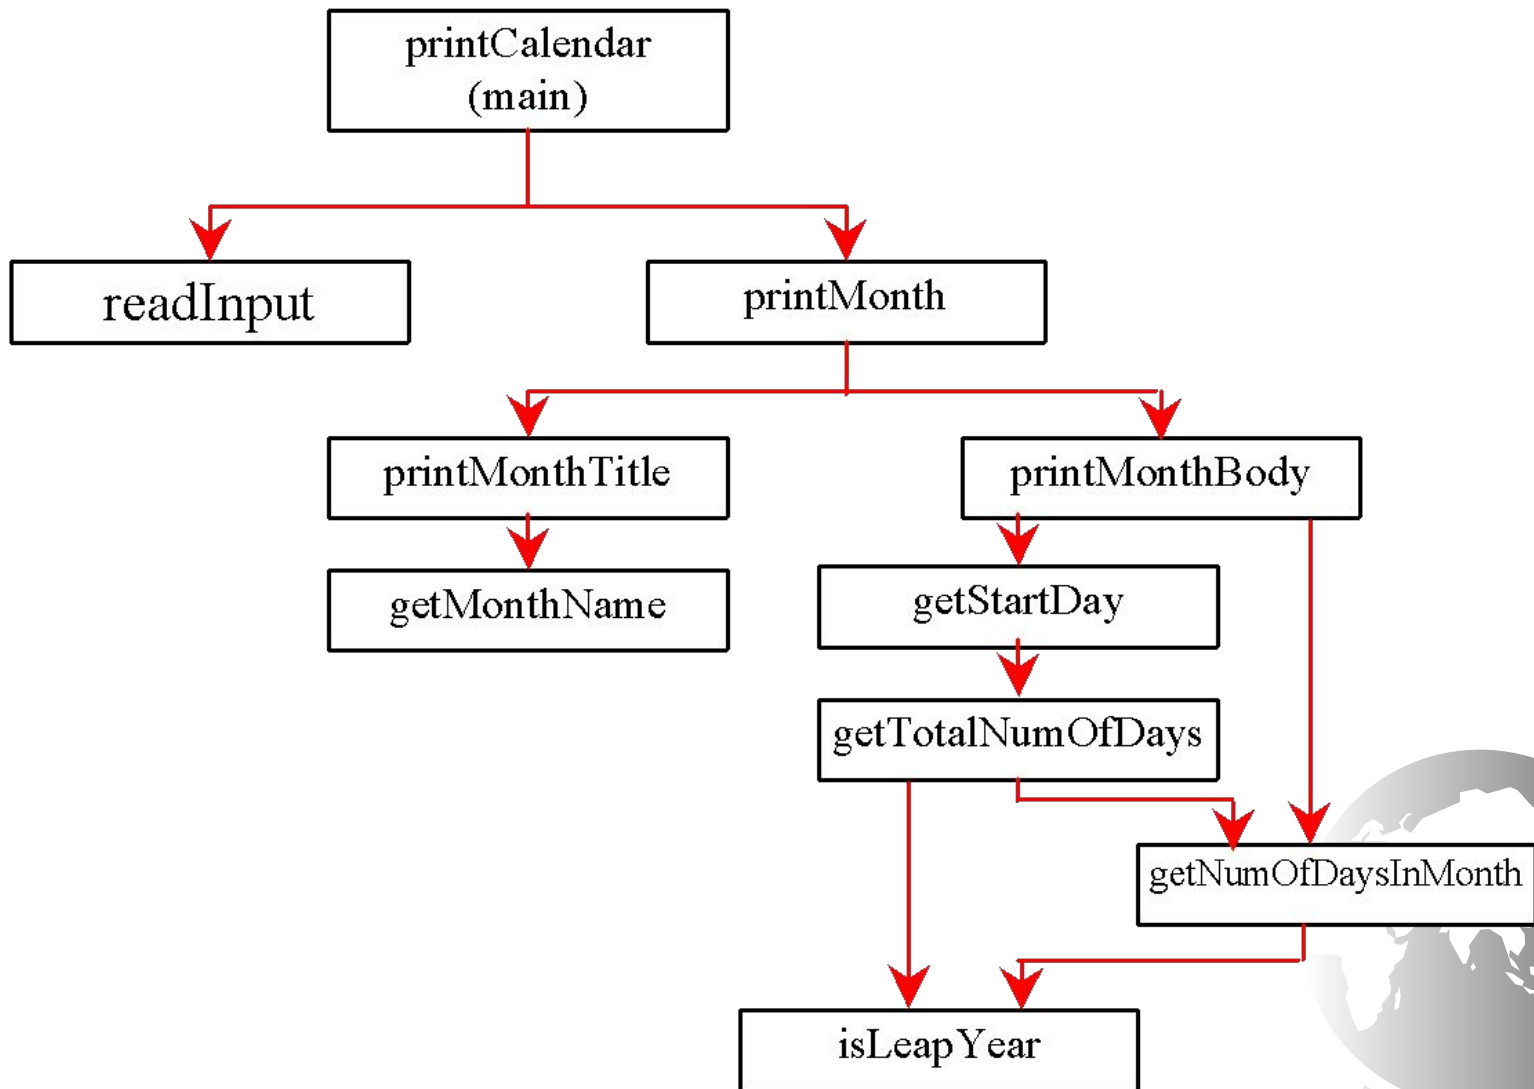 printCalendar
(main)
readInput
printMonth
printMonthTitle
printMonthBody
getMonthName
getStartDay
getTotalNumOfDays
getNumOfDaysInMonth
isLeapYear